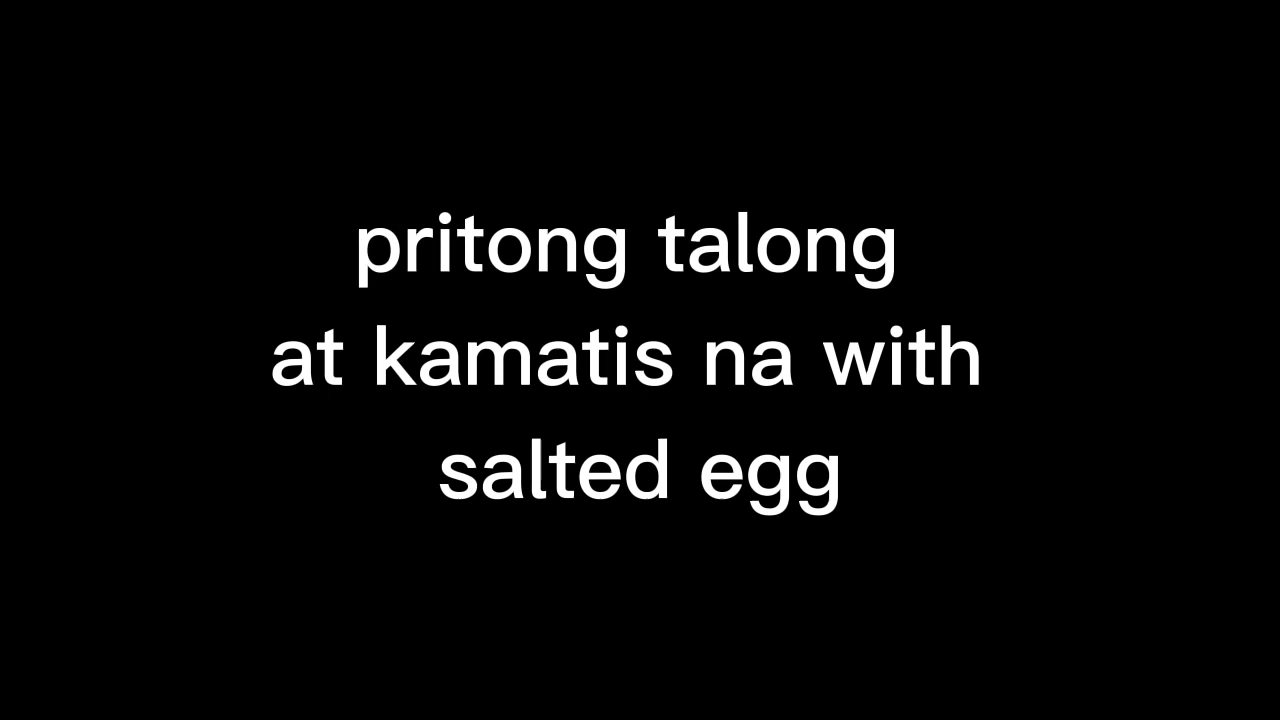 pritong talong
at kamatis na with
salted egg